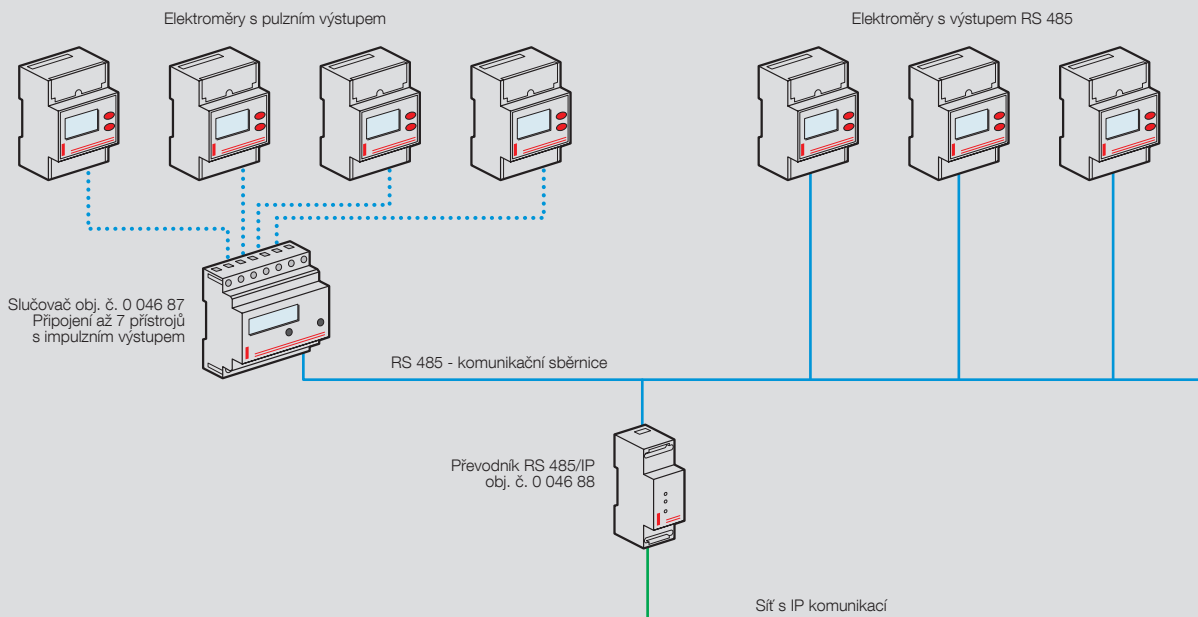 Elektroměry s pulzním výstupem
Elektroměry s výstupem RS 485
Slučovač obj. č. 0 046 87
Připojení až 7 přístrojů
s impulzním výstupem
RS 485 - komunikační sběrnice
Převodník RS 485/IP
obj. č. 0 046 88
Síť s IP komunikací